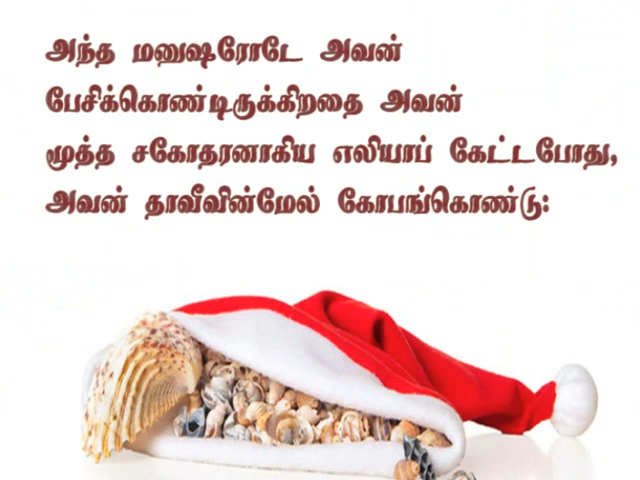 அந்த மனுஷரோடே அவன்
பேசிக்கொண்டிருக்கிறதை அவன்
மூத்த சகோதரனாகிய எலியாப் கேட்டபோது,
அவன் தாவீவின்மேல் கோபங்கொண்டு: